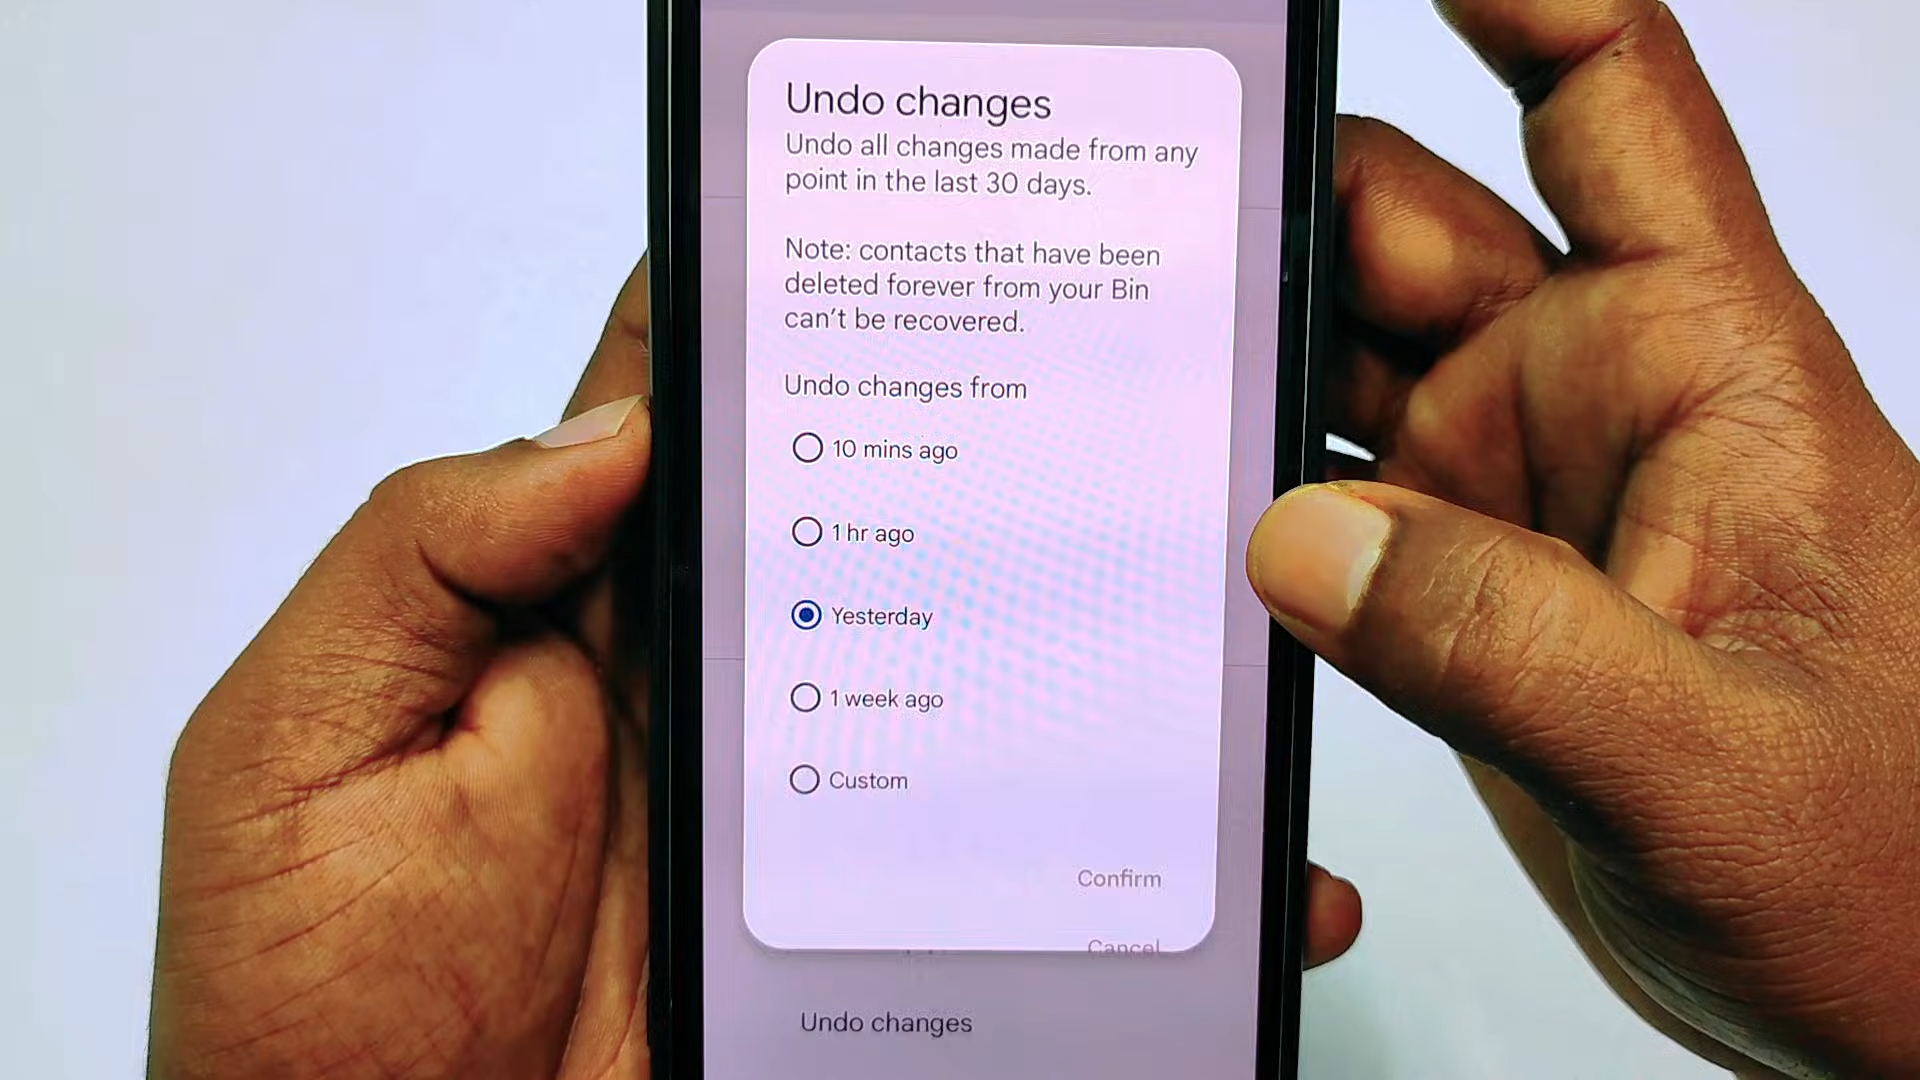 Undo changes
Undo all changes made from any
point in the last 30 days.
Note: contacts that have been
deleted forever from your Bin
can't be recovered.
Undo changes from
10 mins ago
1 hr ago
Yesterday
1 week ago
Custom
Confirm
Cancel
Undo changes